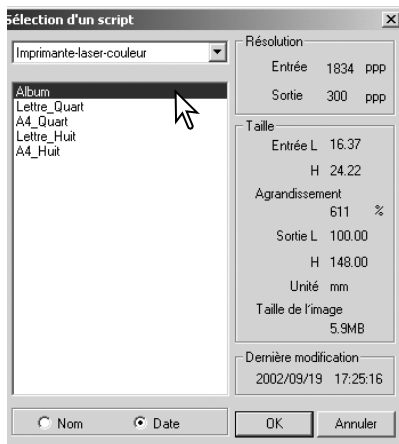 Sélection d'un script
Imprimante-laser-couleur
Album
Lettre_Quart
A4_Quart
Lettre_Huit
A4_Huit
Nom
Date
Résolution
Entrée 1834 ppp
Sortie 300 ppp
Taille
Entrée L 16.37
H 24.22
Agrandissement
611 %
Sortie L 100.00
H 148.00
Unité mm
Taille de l'image
5.9MB
Dernière modification
2002/09/19 17:25:16
OK
Annuler